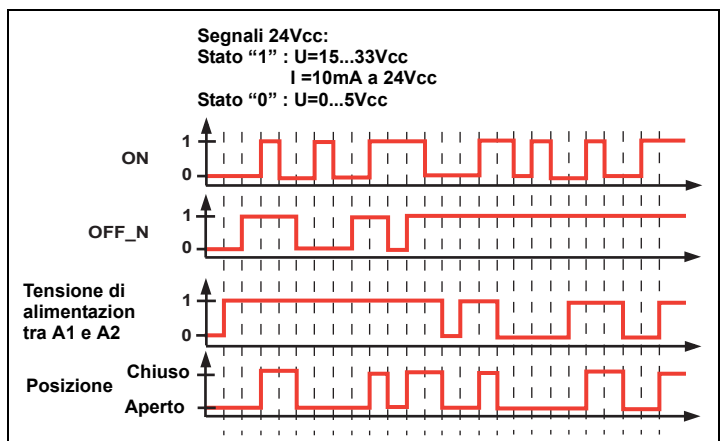 Segnali 24Vcc:
Stato “1” : U=15...33Vcc
I =10mA a 24Vcc
Stato “0” : U=0...5Vcc
1
ON
0
1
OFF_N
0
Tensione di
alimentazion
tra A1 e A2
1
0
Posizione
Chiuso
Aperto